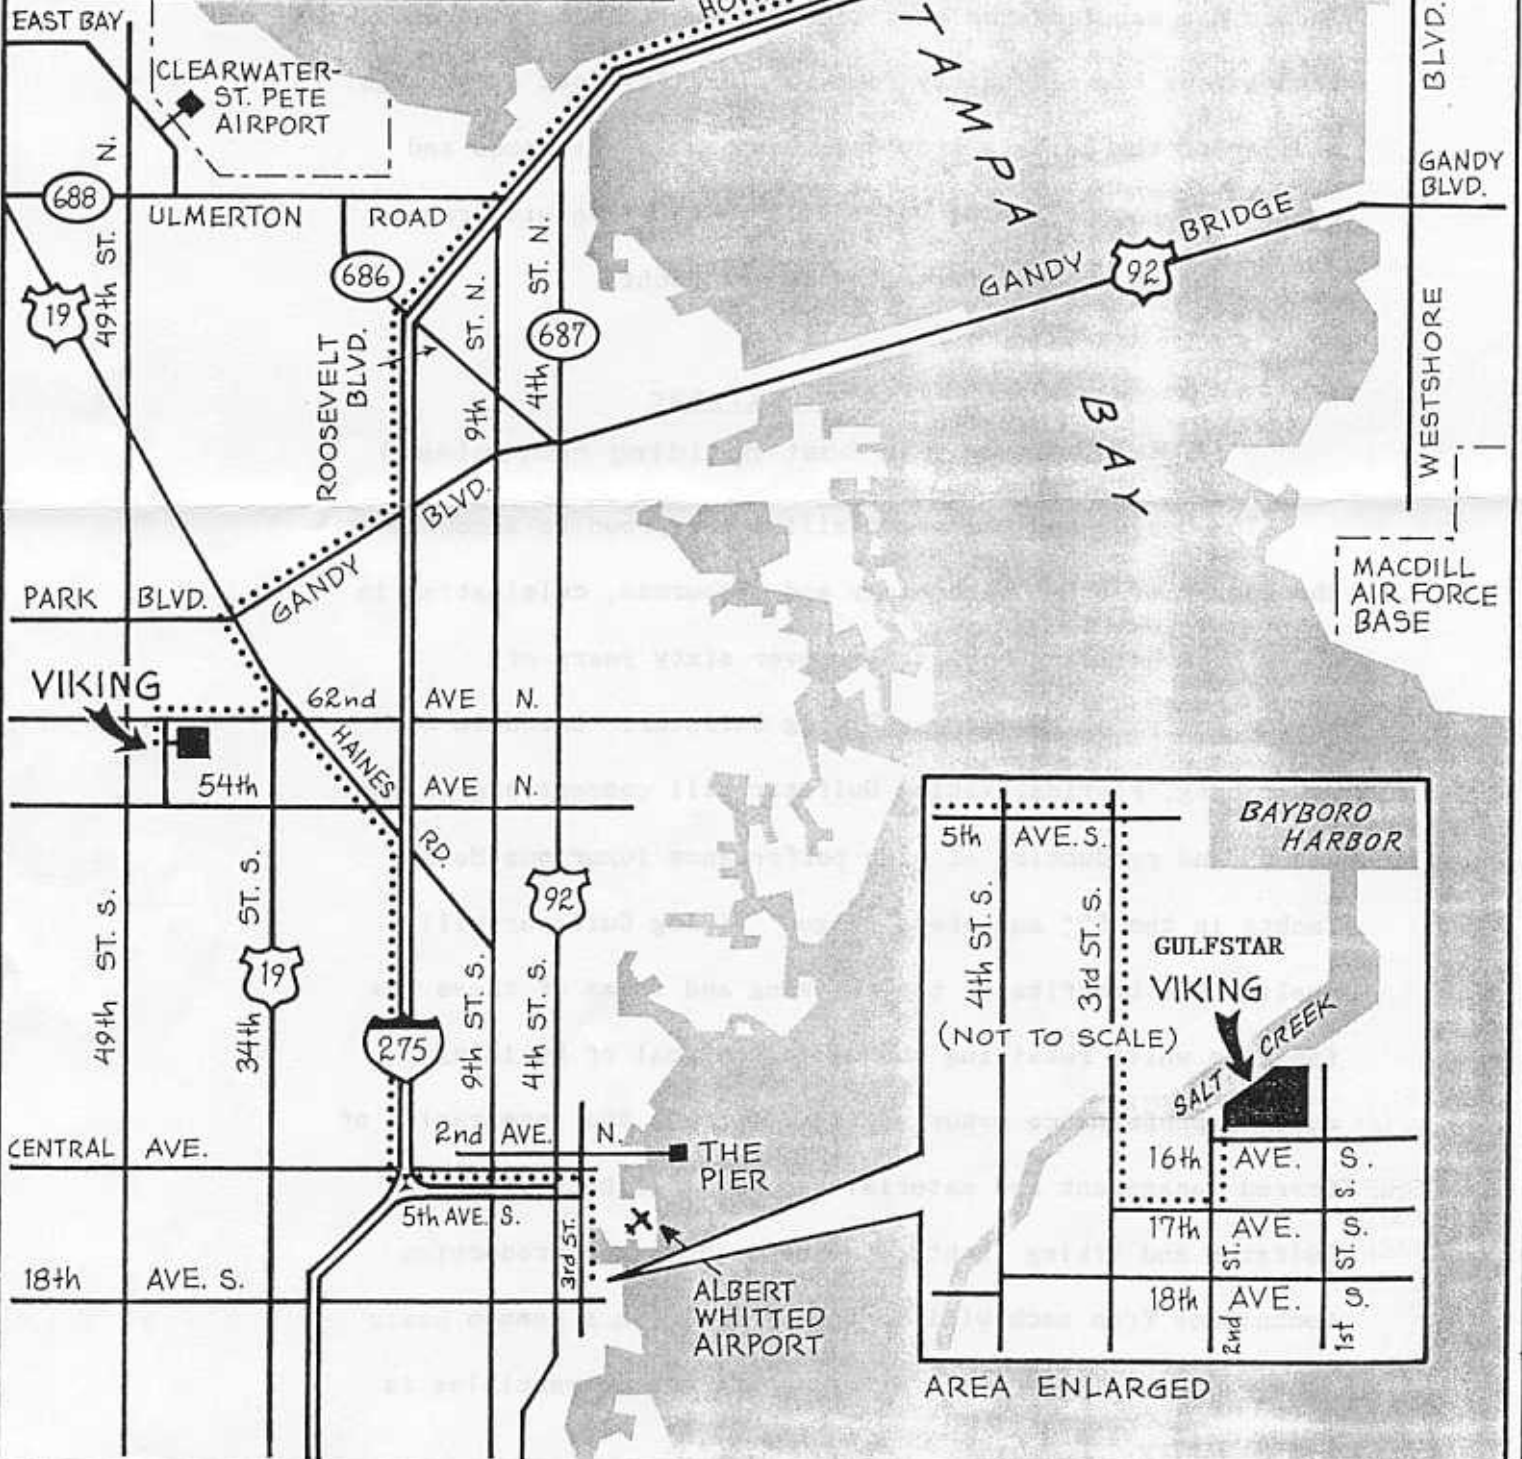 EAST BAY
CLEARWATER-
ST. PETE
AIRPORT
49th ST. N.
688
ULMERTON ROAD
686
19
ROOSEVELT
BLVD.
9th ST. N.
4th ST. N.
687
TAMPA
BAY
GANDY BRIDGE
92
BLVD.
GANDY
BLVD.
WESTSHORE
MACDILL
AIR FORCE
BASE
PARK BLVD.
GANDY BLVD.
VIKING
62nd AVE N.
HAINES RD.
54th AVE N.
49th ST. S.
34th ST. S.
19
275
9th ST. S.
4th ST. S.
92
CENTRAL AVE.
2nd AVE. N.
THE
PIER
5th AVE. S.
3rd ST.
18th AVE. S.
ALBERT
WHITTED
AIRPORT
5th AVE. S.
BAYBORO
HARBOR
4th ST. S.
3rd ST. S.
GULFSTAR
VIKING
(NOT TO SCALE)
SALT CREEK
16th AVE. S.
17th AVE. S.
18th AVE. S.
2nd ST.
1st ST. S.
AREA ENLARGED